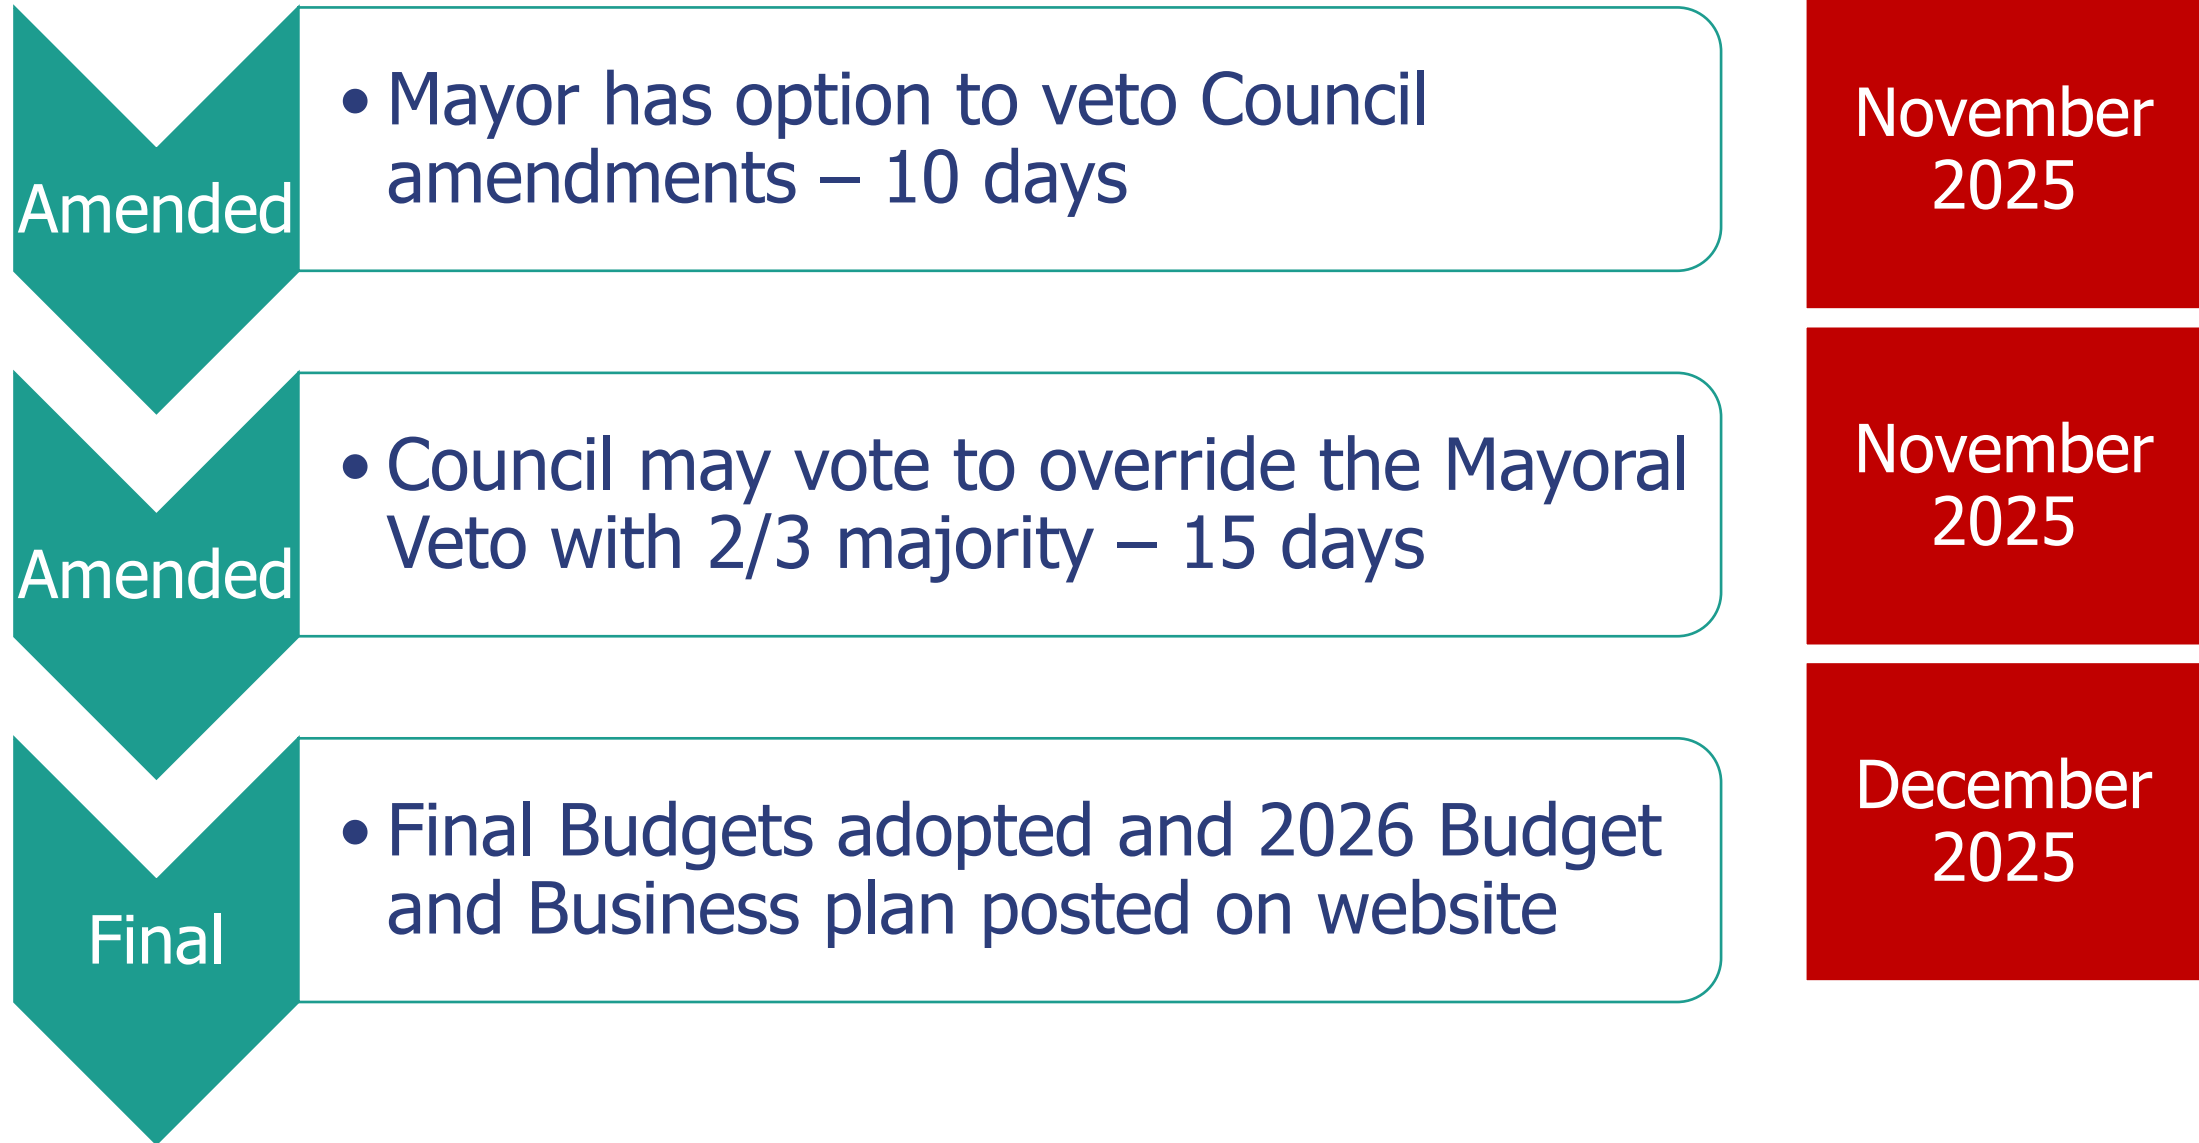 Amended
• Mayor has option to veto Council
amendments – 10 days
November
2025
Amended
• Council may vote to override the Mayoral
Veto with 2/3 majority – 15 days
November
2025
Final
• Final Budgets adopted and 2026 Budget
and Business plan posted on website
December
2025